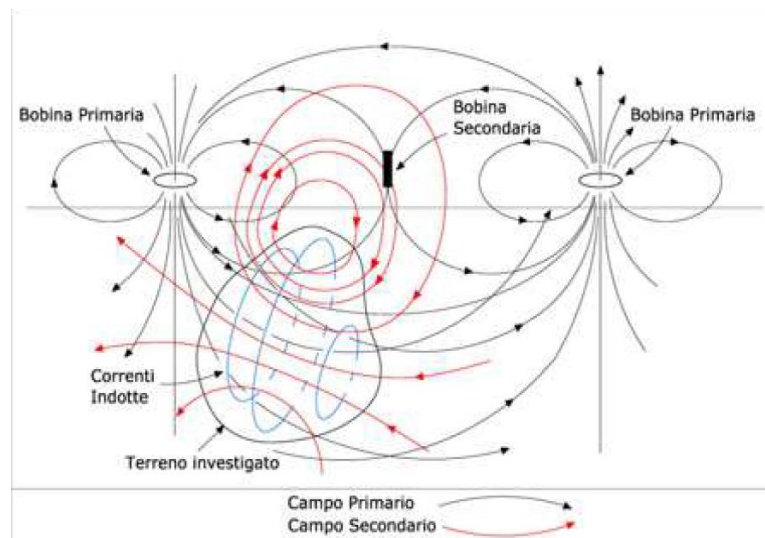 Bobina Primaria
Bobina
Secondaria
Bobina Primaria
Correnti
Indotte
Terreno investigato
Campo Primario
Campo Secondario